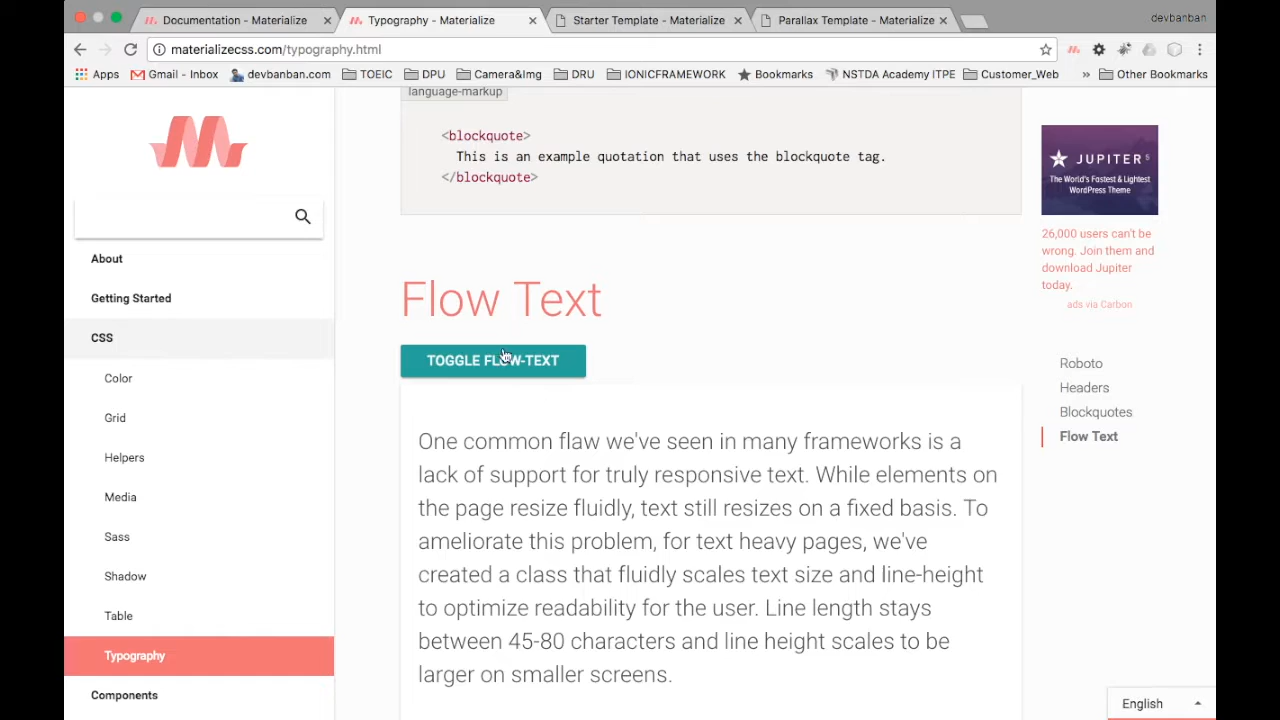 Documentation - Materialize
Typography - Materialize
Starter Template - Materialize
Parallax Template - Materialize
devbanban
materializecss.com/typography.html
Apps
Gmail - Inbox
devbanban.com
TOEIC
DPU
Camera&Img
DRU
IONICFRAMEWORK
Bookmarks
NSTDA Academy ITPE
Customer_Web
»
Other Bookmarks
About
Getting Started
CSS
Color
Grid
Helpers
Media
Sass
Shadow
Table
Typography
Components
language-markup
<blockquote>
This is an example quotation that uses the blockquote tag.
</blockquote>
Flow Text
TOGGLE FLOW-TEXT
One common flaw we've seen in many frameworks is a
lack of support for truly responsive text. While elements on
the page resize fluidly, text still resizes on a fixed basis. To
ameliorate this problem, for text heavy pages, we've
created a class that fluidly scales text size and line-height
to optimize readability for the user. Line length stays
between 45-80 characters and line height scales to be
larger on smaller screens.
JUPITER 5
The World's Fastest & Lightest
WordPress Theme
26,000 users can't be
wrong. Join them and
download Jupiter
today.
ads via Carbon
Roboto
Headers
Blockquotes
Flow Text
English